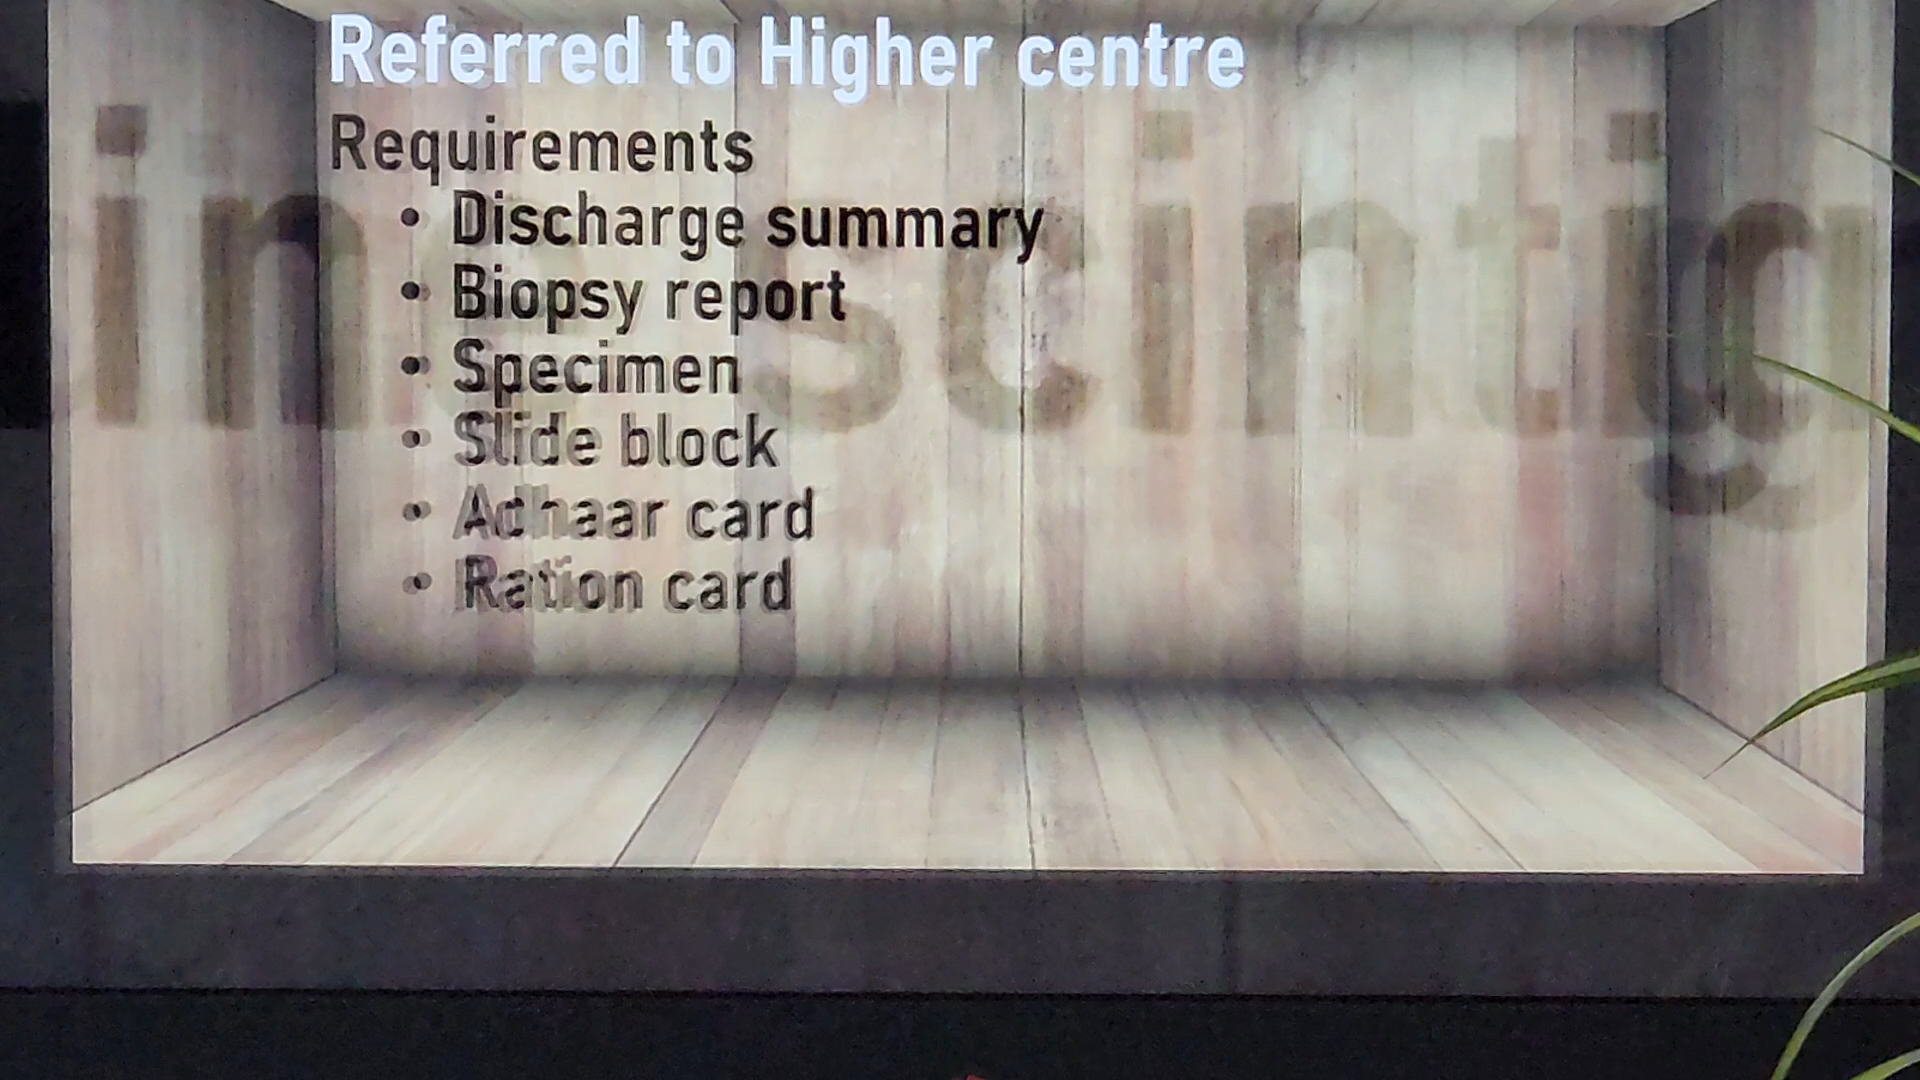 Referred to Higher centre
Requirements
• Discharge summary
• Biopsy report
• Specimen
• Slide block
• Adhaar card
• Ration card